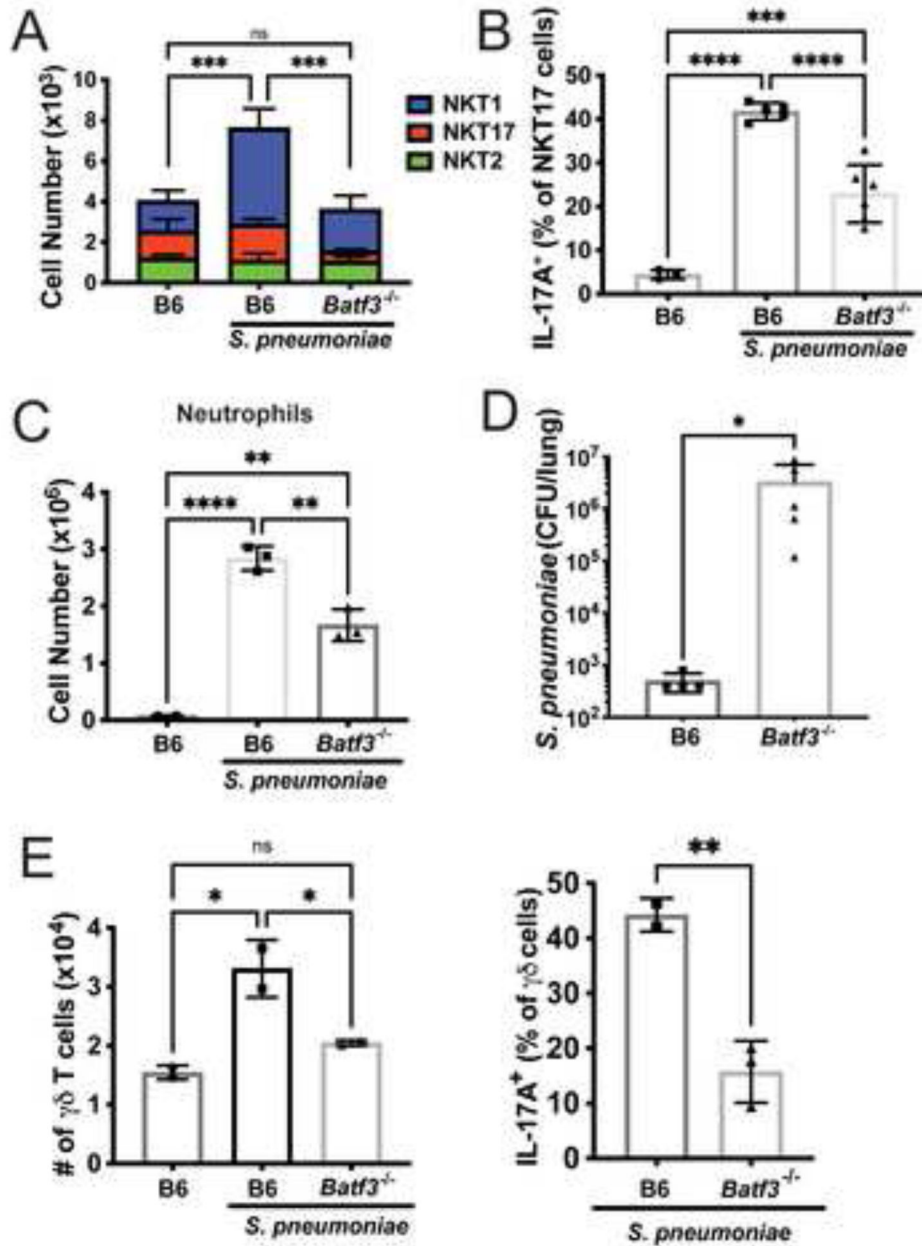 A
Cell Number (x10³)
10
8
6
4
2
0
ns
***
***
NKT1
NKT17
NKT2
B6
B6
Batf3-/-
S. pneumoniae
B
IL-17A+ (% of NKT17 cells)
50
40
30
20
10
0
***
****
****
B6
B6
Batf3-/-
S. pneumoniae
C
Neutrophils
Cell Number (x10⁶)
4
3
2
1
0
**
****
**
B6
B6
Batf3-/-
S. pneumoniae
D
S. pneumoniae (CFU/lung)
10⁷
10⁶
10⁵
10⁴
10³
10²
*
B6
Batf3-/-
E
# of γδ T cells (x10⁴)
4
3
2
1
0
ns
*
*
B6
B6
Batf3-/-
S. pneumoniae
IL-17A+ (% of γδ cells)
50
40
30
20
10
0
**
B6
Batf3-/-
S. pneumoniae